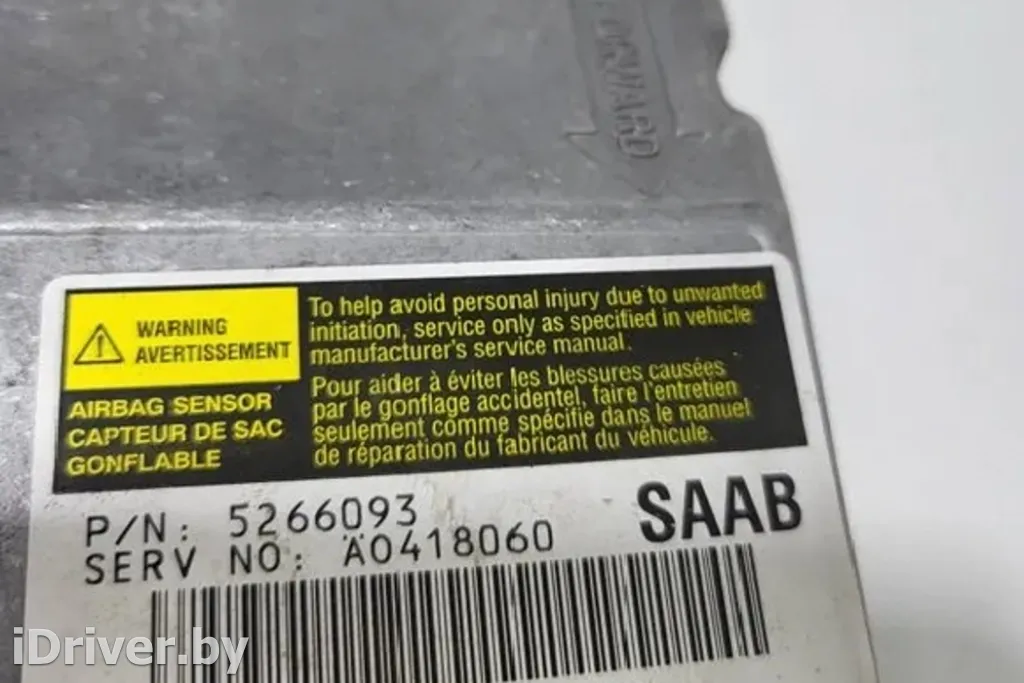 FORWARD
WARNING
AVERTISSEMENT
AIRBAG SENSOR
CAPTEUR DE SAC
GONFLABLE
To help avoid personal injury due to unwanted
initiation, service only as specified in vehicle
manufacturer's service manual.
Pour aider à éviter les blessures causées
par le gonflage accidentel, faire l'entretien
seulement comme spécifié dans le manuel
de réparation du fabricant du véhicule.
P/N: 5266093
SERV NO: A0418060
SAAB
iDriver.by